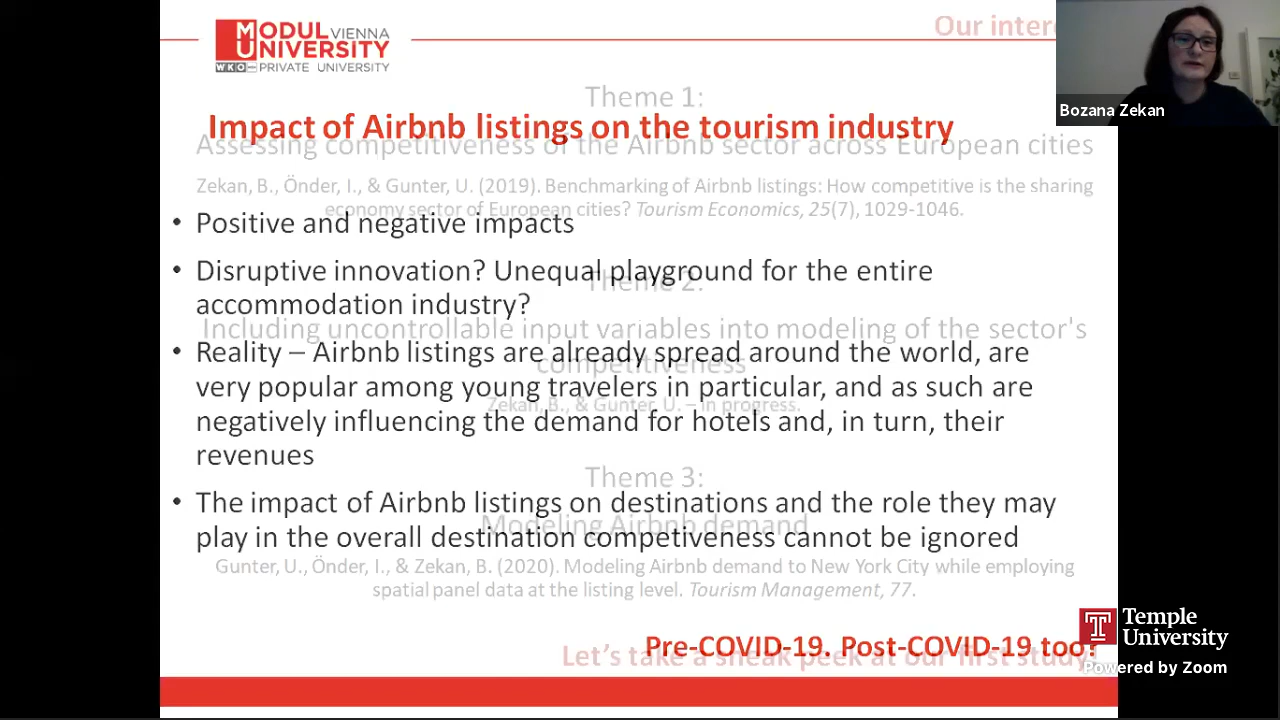 MODUL VIENNA
UNIVERSITY
WKO PRIVATE UNIVERSITY
Our intere
Bozana Zekan
Theme 1:
Impact of Airbnb listings on the tourism industry
Assessing competitiveness of the Airbnb sector across European cities
Zekan, B., Önder, I., & Gunter, U. (2019). Benchmarking of Airbnb listings: How competitive is the sharing
economy sector of European cities? Tourism Economics, 25(7), 1029-1046.
• Positive and negative impacts
• Disruptive innovation? Unequal playground for the entire
accommodation industry?
Theme 2:
Including uncontrollable input variables into modeling of the sector's
competitiveness
Zekan, B., & Gunter, U. – in progress.
• Reality – Airbnb listings are already spread around the world, are
very popular among young travelers in particular, and as such are
negatively influencing the demand for hotels and, in turn, their
revenues
Theme 3:
Modeling Airbnb demand
• The impact of Airbnb listings on destinations and the role they may
play in the overall destination competiveness cannot be ignored
Gunter, U., Önder, I., & Zekan, B. (2020). Modeling Airbnb demand to New York City while employing
spatial panel data at the listing level. Tourism Management, 77.
Pre-COVID-19. Post-COVID-19 too?
Let's take a sneak peek at our first study!
Temple
University
Powered by Zoom